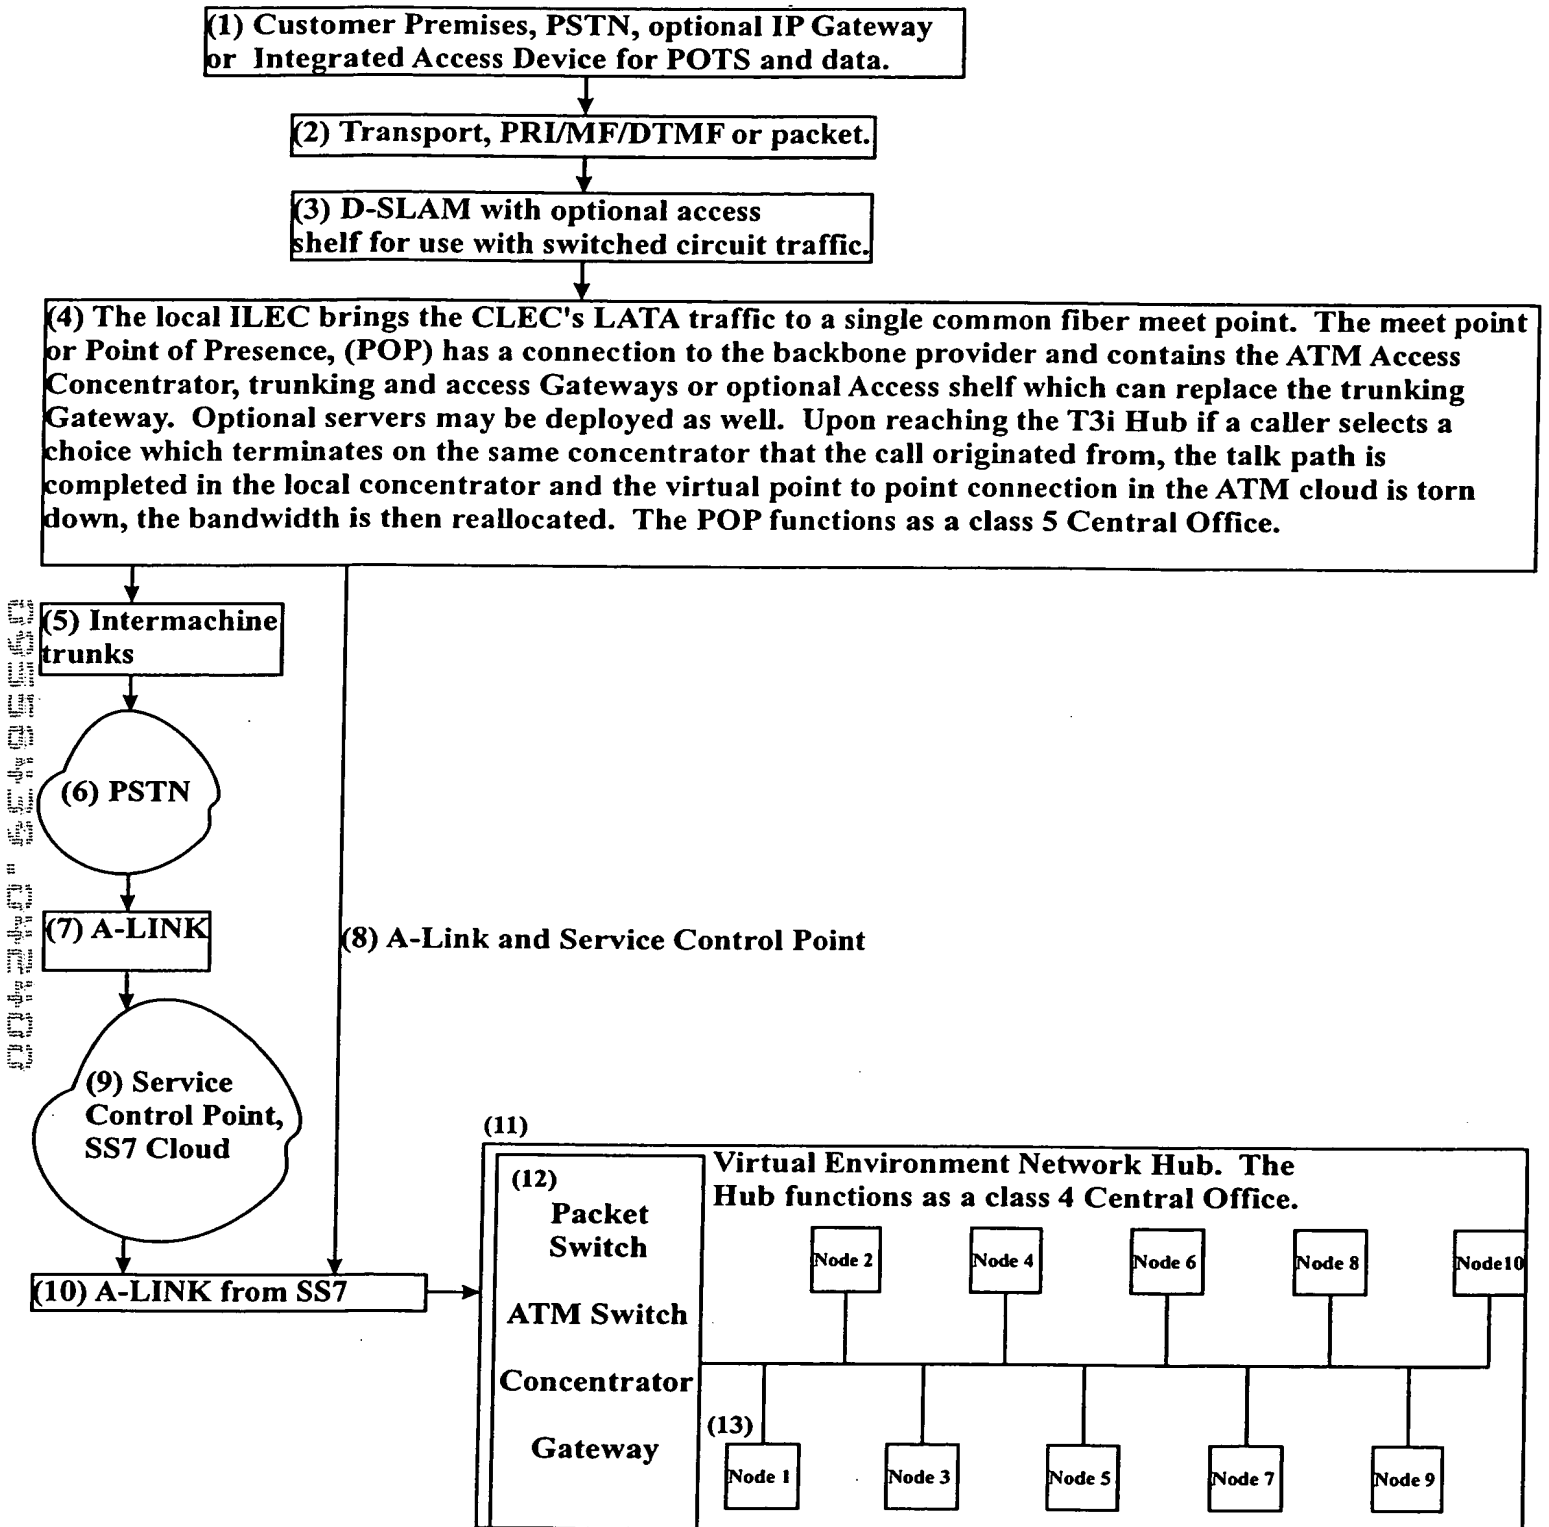 (1) Customer Premises, PSTN, optional IP Gateway
or Integrated Access Device for POTS and data.
(2) Transport, PRI/MF/DTMF or packet.
(3) D-SLAM with optional access
shelf for use with switched circuit traffic.
(4) The local ILEC brings the CLEC's LATA traffic to a single common fiber meet point. The meet point
or Point of Presence, (POP) has a connection to the backbone provider and contains the ATM Access
Concentrator, trunking and access Gateways or optional Access shelf which can replace the trunking
Gateway. Optional servers may be deployed as well. Upon reaching the T3i Hub if a caller selects a
choice which terminates on the same concentrator that the call originated from, the talk path is
completed in the local concentrator and the virtual point to point connection in the ATM cloud is torn
down, the bandwidth is then reallocated. The POP functions as a class 5 Central Office.
(5) Intermachine
trunks
(6) PSTN
(7) A-LINK
(8) A-Link and Service Control Point
(9) Service
Control Point,
SS7 Cloud
(10) A-LINK from SS7
(11)
(12)
Packet
Switch
ATM Switch
Concentrator
Gateway
Virtual Environment Network Hub. The
Hub functions as a class 4 Central Office.
Node 2
Node 4
Node 6
Node 8
Node10
(13)
Node 1
Node 3
Node 5
Node 7
Node 9